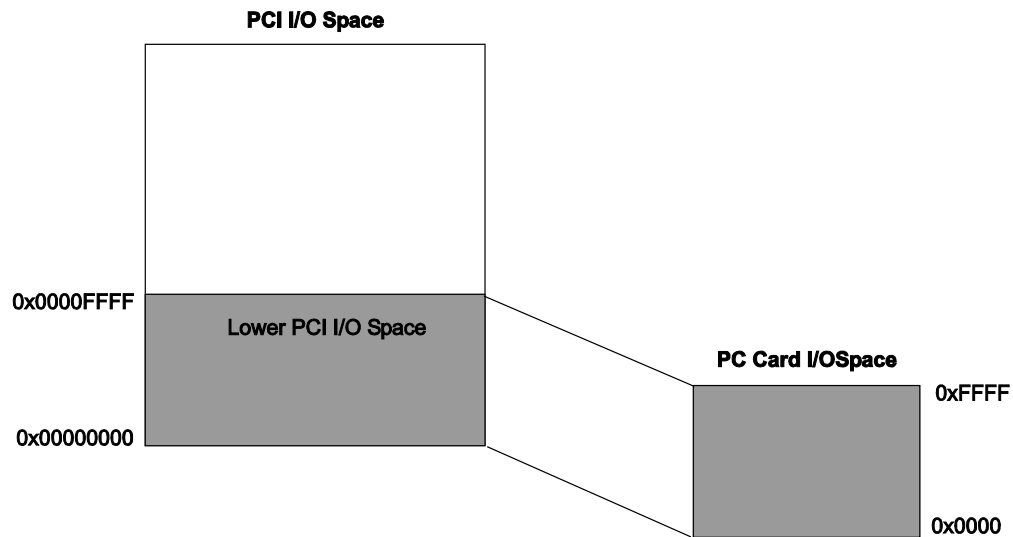 PCI I/O Space
0x0000FFFF
Lower PCI I/O Space
0x00000000
PC Card I/OSpace
0xFFFF
0x0000